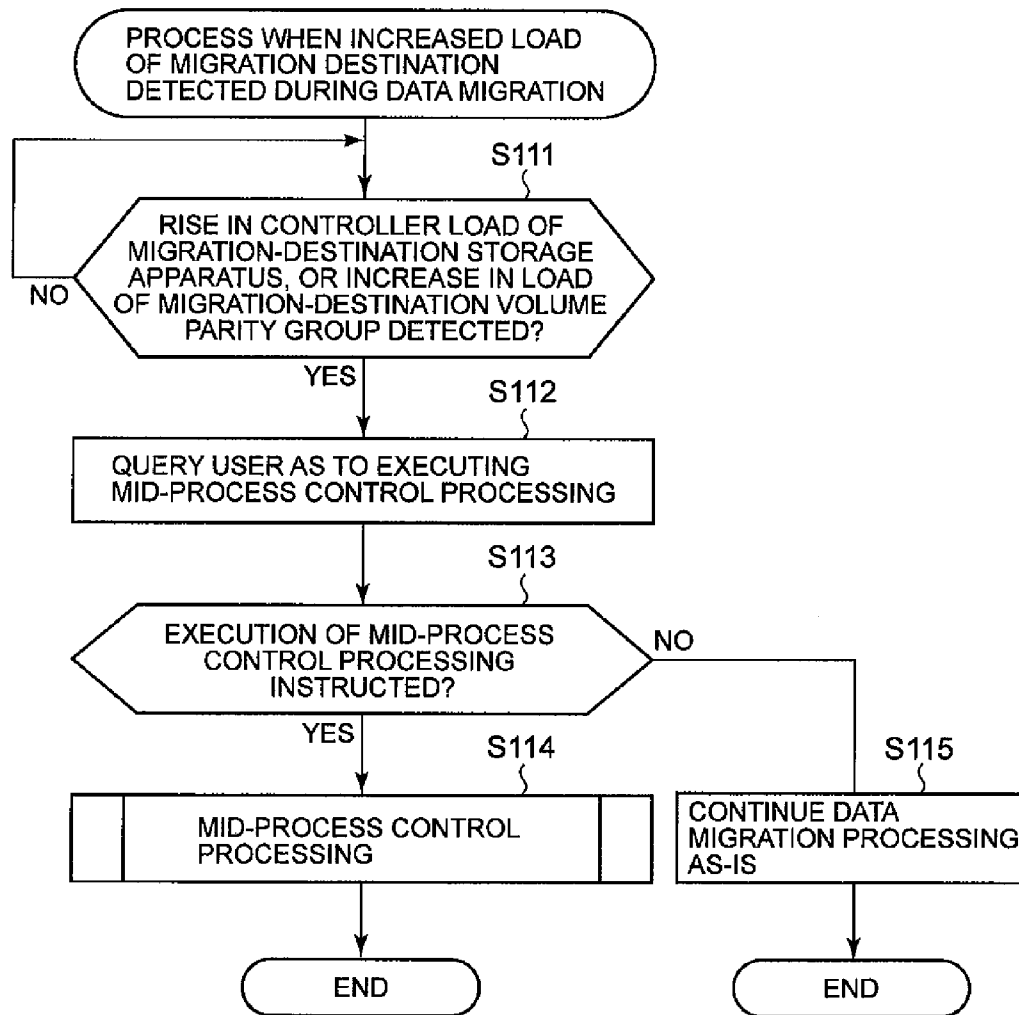 PROCESS WHEN INCREASED LOAD
OF MIGRATION DESTINATION
DETECTED DURING DATA MIGRATION
S111
RISE IN CONTROLLER LOAD OF
MIGRATION-DESTINATION STORAGE
APPARATUS, OR INCREASE IN LOAD
OF MIGRATION-DESTINATION VOLUME
PARITY GROUP DETECTED?
NO
YES
S112
QUERY USER AS TO EXECUTING
MID-PROCESS CONTROL PROCESSING
S113
EXECUTION OF MID-PROCESS
CONTROL PROCESSING
INSTRUCTED?
NO
YES
S114
MID-PROCESS CONTROL
PROCESSING
S115
CONTINUE DATA
MIGRATION PROCESSING
AS-IS
END
END